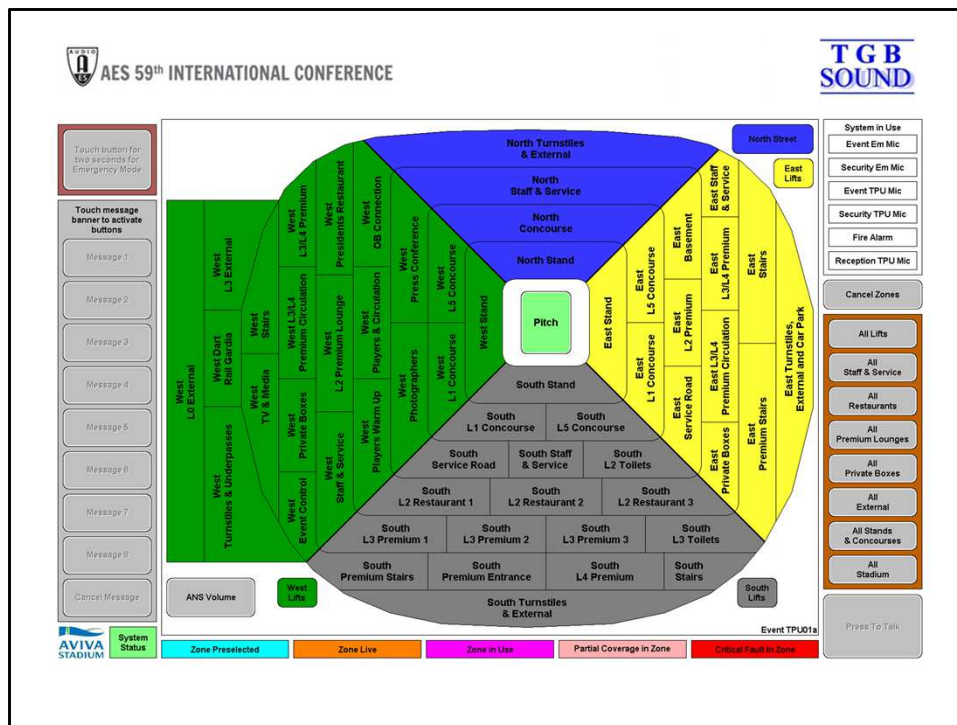 AUDIO
AES
AES 59th INTERNATIONAL CONFERENCE
TGB
SOUND
Touch button for
two seconds for
Emergency Mode
Touch message
banner to activate
buttons
Message 1
Message 2
Message 3
Message 4
Message 5
Message 6
Message 7
Message 8
Cancel Message
West
L0 External
West
L3 External
West Dart
Rail Gardia
West
Turnstiles & Underpasses
West
Stairs
West
TV & Media
West
L3/L4 Premium
West L3/L4
Premium Circulation
West
Private Boxes
West
Event Control
West
Presidents Restaurant
West
L2 Premium Lounge
West
Staff & Service
West
OB Connection
West
Players & Circulation
West
Players Warm Up
West
Press Conference
West
Photographers
West
L5 Concourse
West
L1 Concourse
West Stand
North Turnstiles
& External
North
Staff & Service
North
Concourse
North Stand
Pitch
North Street
East
Lifts
East Stand
East
L5 Concourse
East
L1 Concourse
East
Basement
East
L2 Premium
East
Service Road
East Staff
& Service
East
L3/L4 Premium
East L3/L4
Premium Circulation
East
Private Boxes
East
Stairs
East
Premium Stairs
East Turnstiles,
External and Car Park
South Stand
South
L1 Concourse
South
L5 Concourse
South
Service Road
South Staff
& Service
South
L2 Toilets
South
L2 Restaurant 1
South
L2 Restaurant 2
South
L2 Restaurant 3
South
L3 Premium 1
South
L3 Premium 2
South
L3 Premium 3
South
L3 Toilets
South
Premium Stairs
South
Premium Entrance
South
L4 Premium
South
Stairs
South Turnstiles
& External
ANS Volume
West
Lifts
South
Lifts
Event TPU01a
System in Use
Event Em Mic
Security Em Mic
Event TPU Mic
Security TPU Mic
Fire Alarm
Reception TPU Mic
Cancel Zones
All Lifts
All
Staff & Service
All
Restaurants
All
Premium Lounges
All
Private Boxes
All
External
All Stands
& Concourses
All
Stadium
Press To Talk
AVIVA
STADIUM
System
Status
Zone Preselected
Zone Live
Zone in Use
Partial Coverage in Zone
Critical Fault in Zone